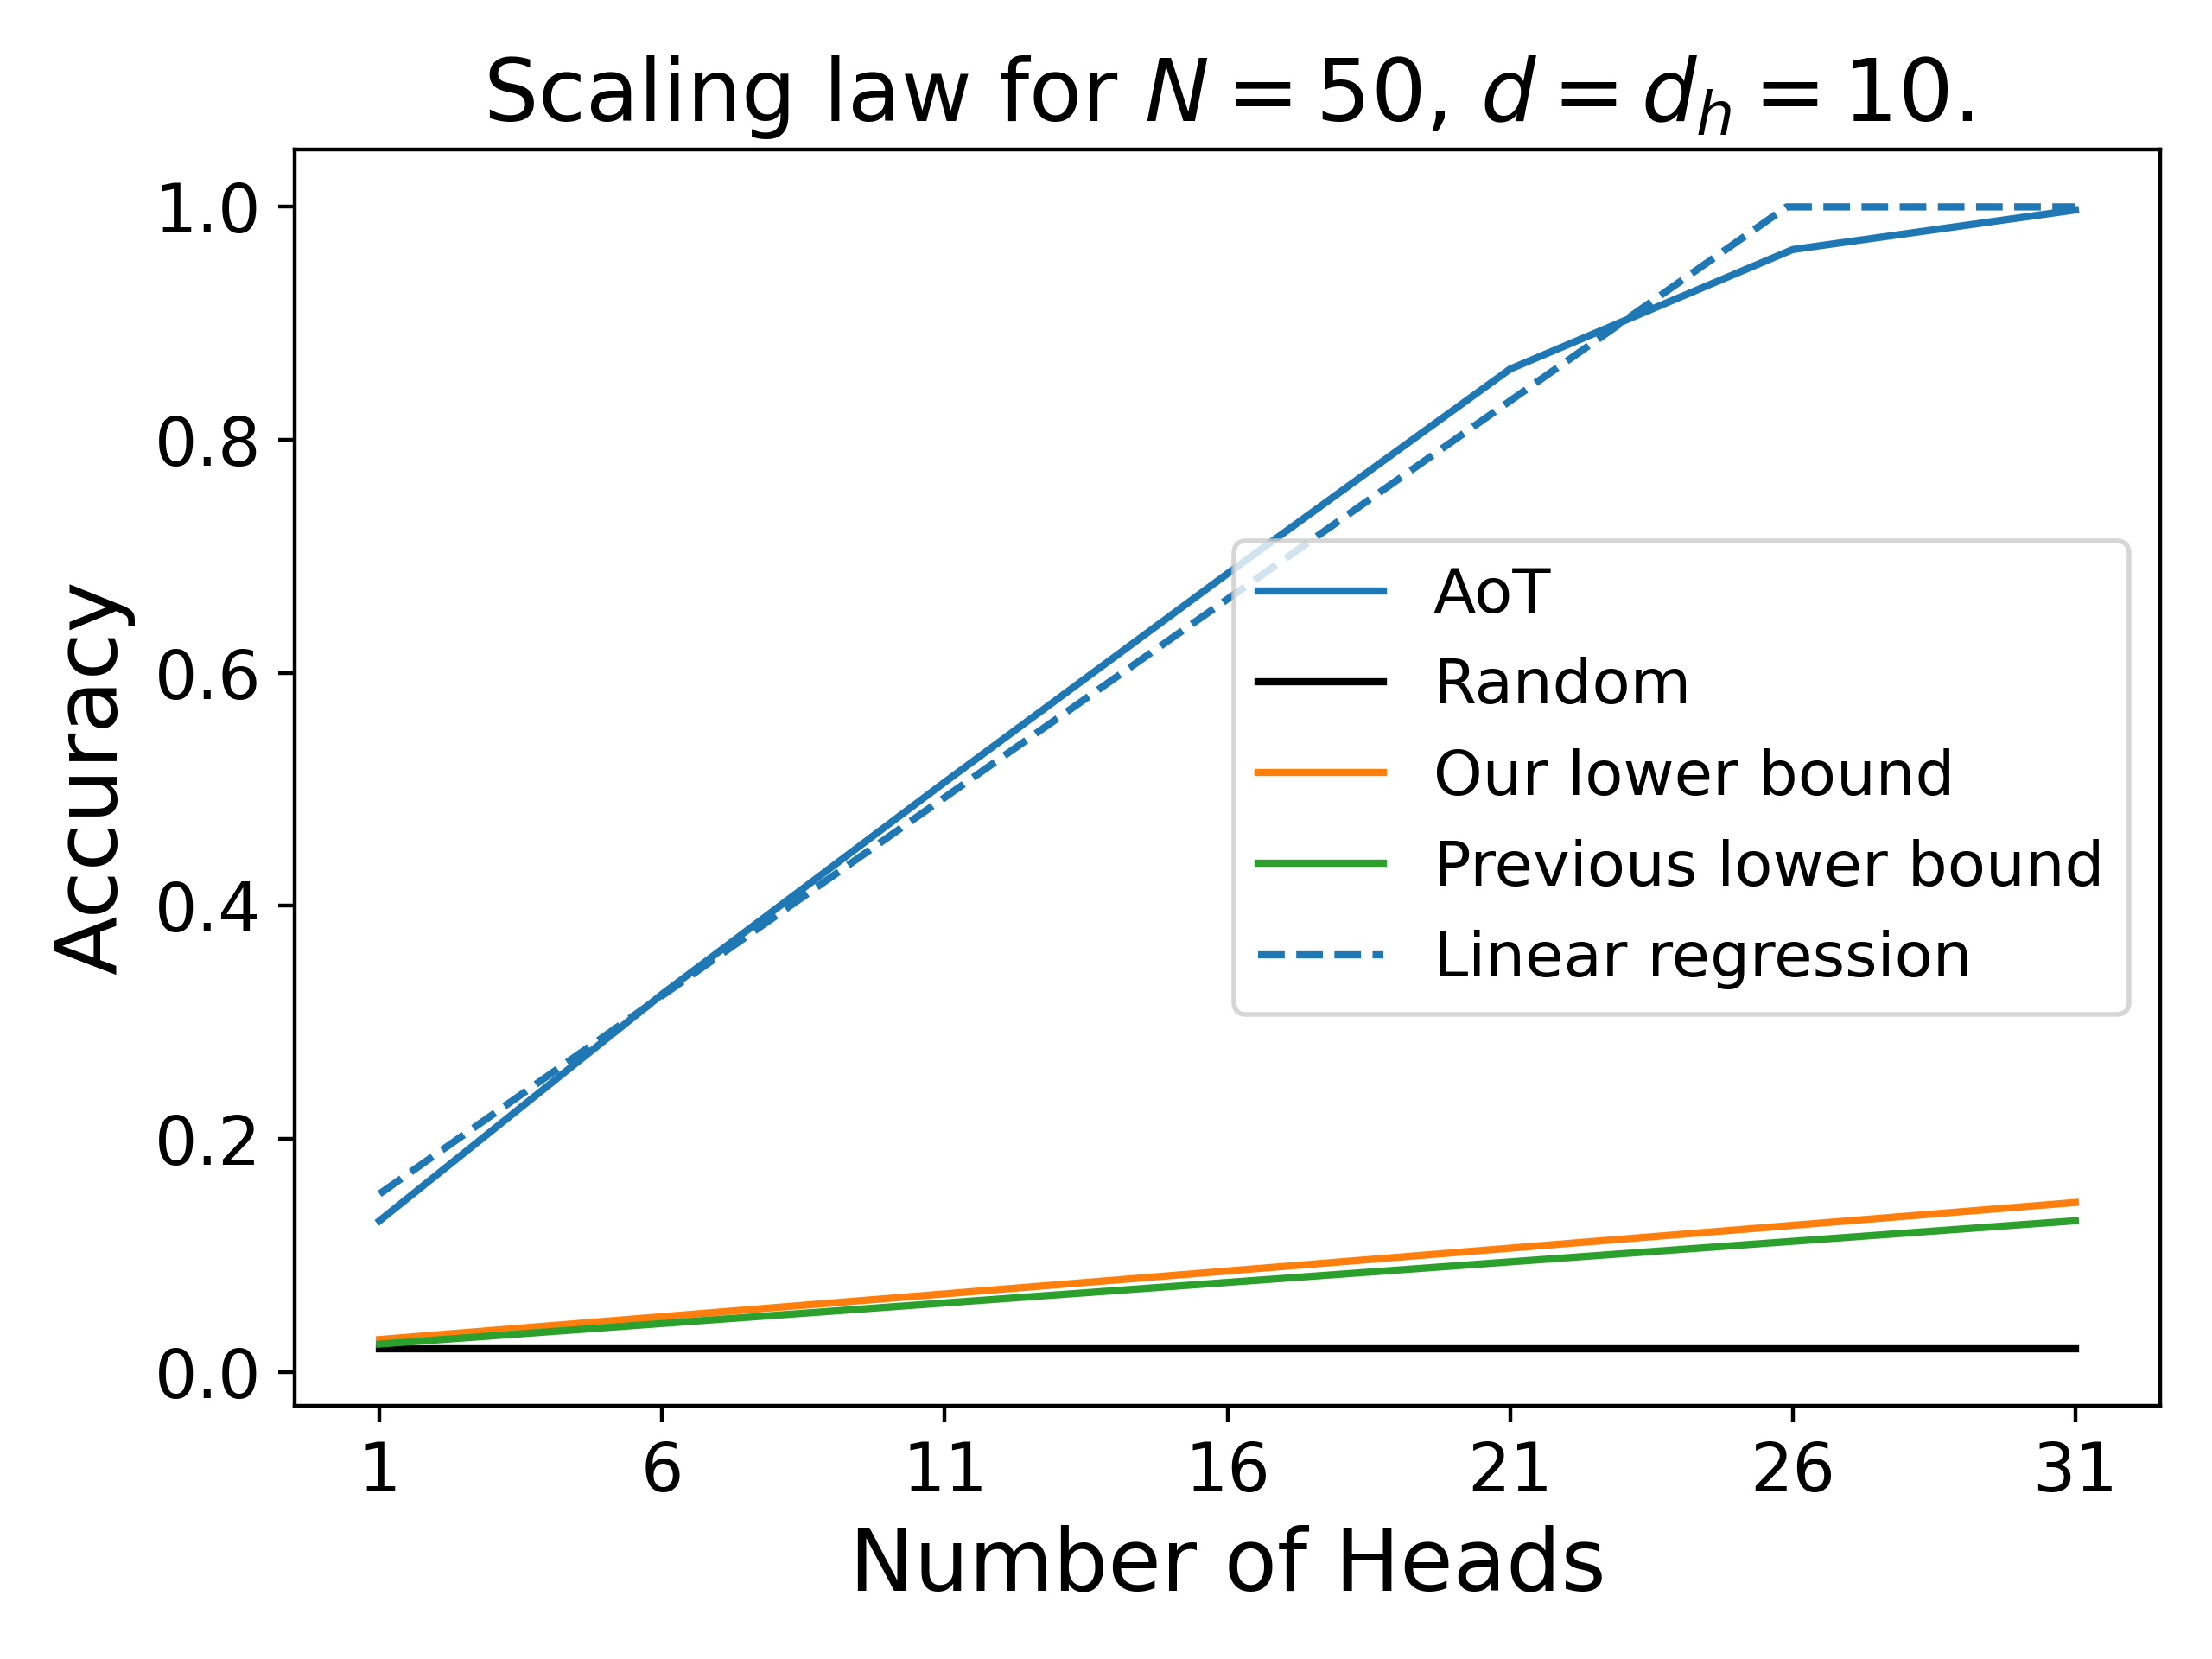 Scaling law for N = 50, d = d_h = 10.
1.0
0.8
0.6
0.4
0.2
0.0
Accuracy
AoT
Random
Our lower bound
Previous lower bound
Linear regression
1 6 11 16 21 26 31
Number of Heads